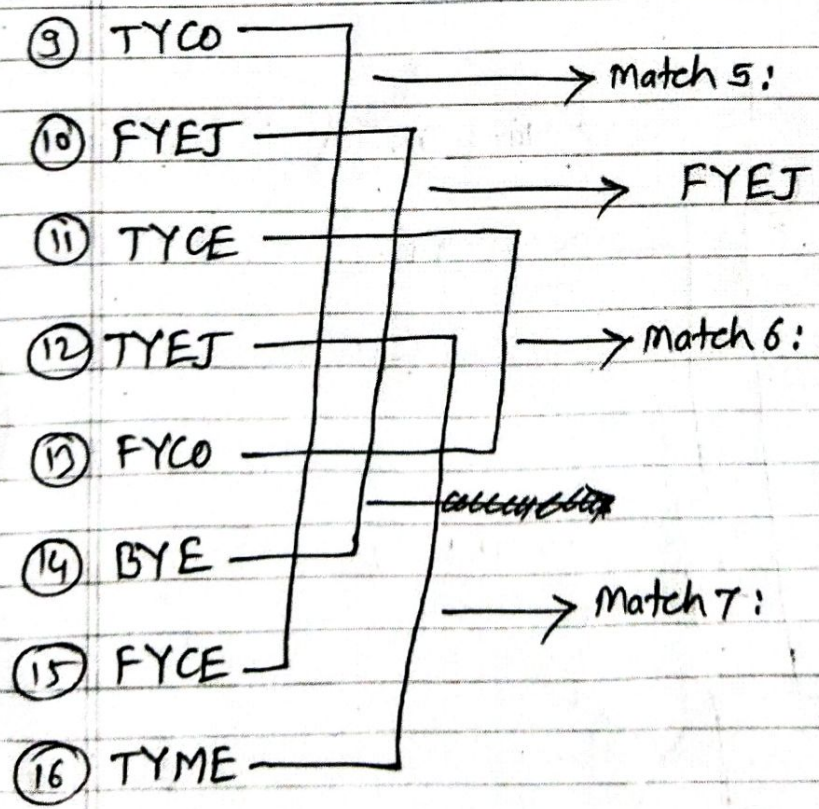 9 TYCO
Match 5:
10 FYEJ
FYEJ
11 TYCE
12 TYEJ
Match 6:
13 FYCO
14 BYE
Match 7:
15 FYCE
16 TYME